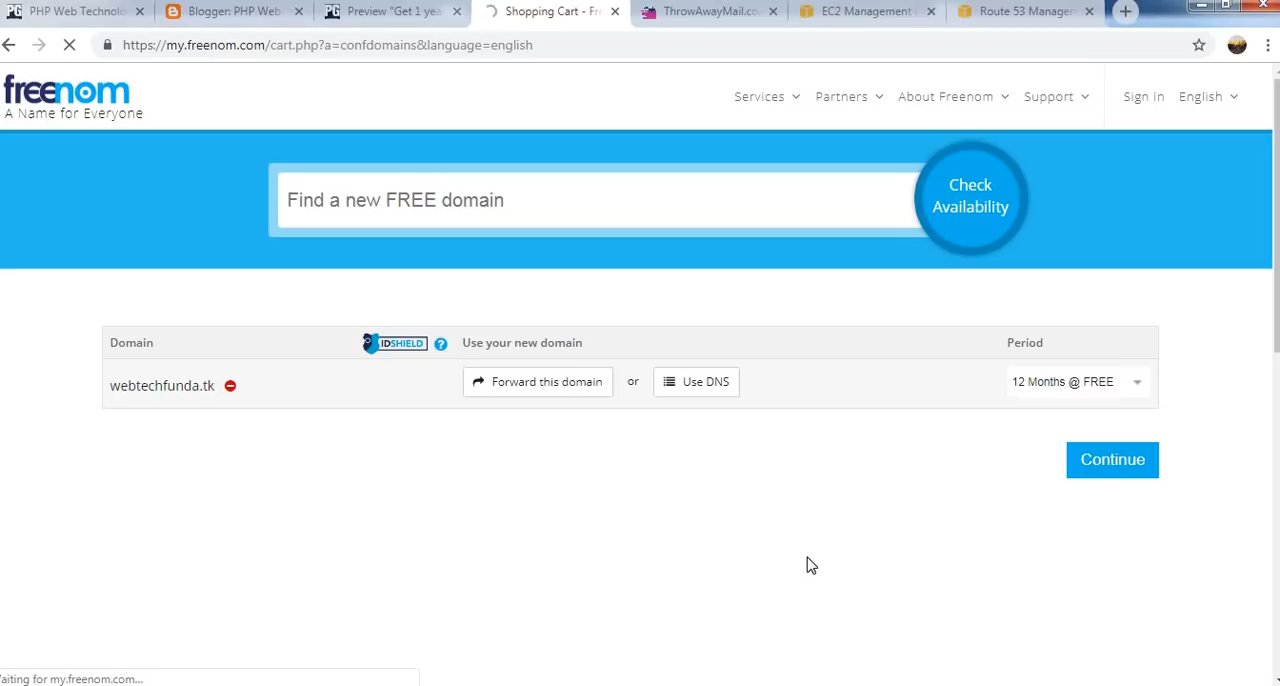 PHP Web Technolo
Blogger: PHP Web
Preview "Get 1 yea
Shopping Cart - Fr
ThrowAwayMail.co
EC2 Management
Route 53 Manager
https://my.freenom.com/cart.php?a=confdomains&language=english
freenom
A Name for Everyone
Services
Partners
About Freenom
Support
Sign in
English
Find a new FREE domain
Check
Availability
Domain
IDSHIELD
?
Use your new domain
Period
webtechfunda.tk
Forward this domain
or
Use DNS
12 Months @ FREE
Continue
Waiting for my.freenom.com...